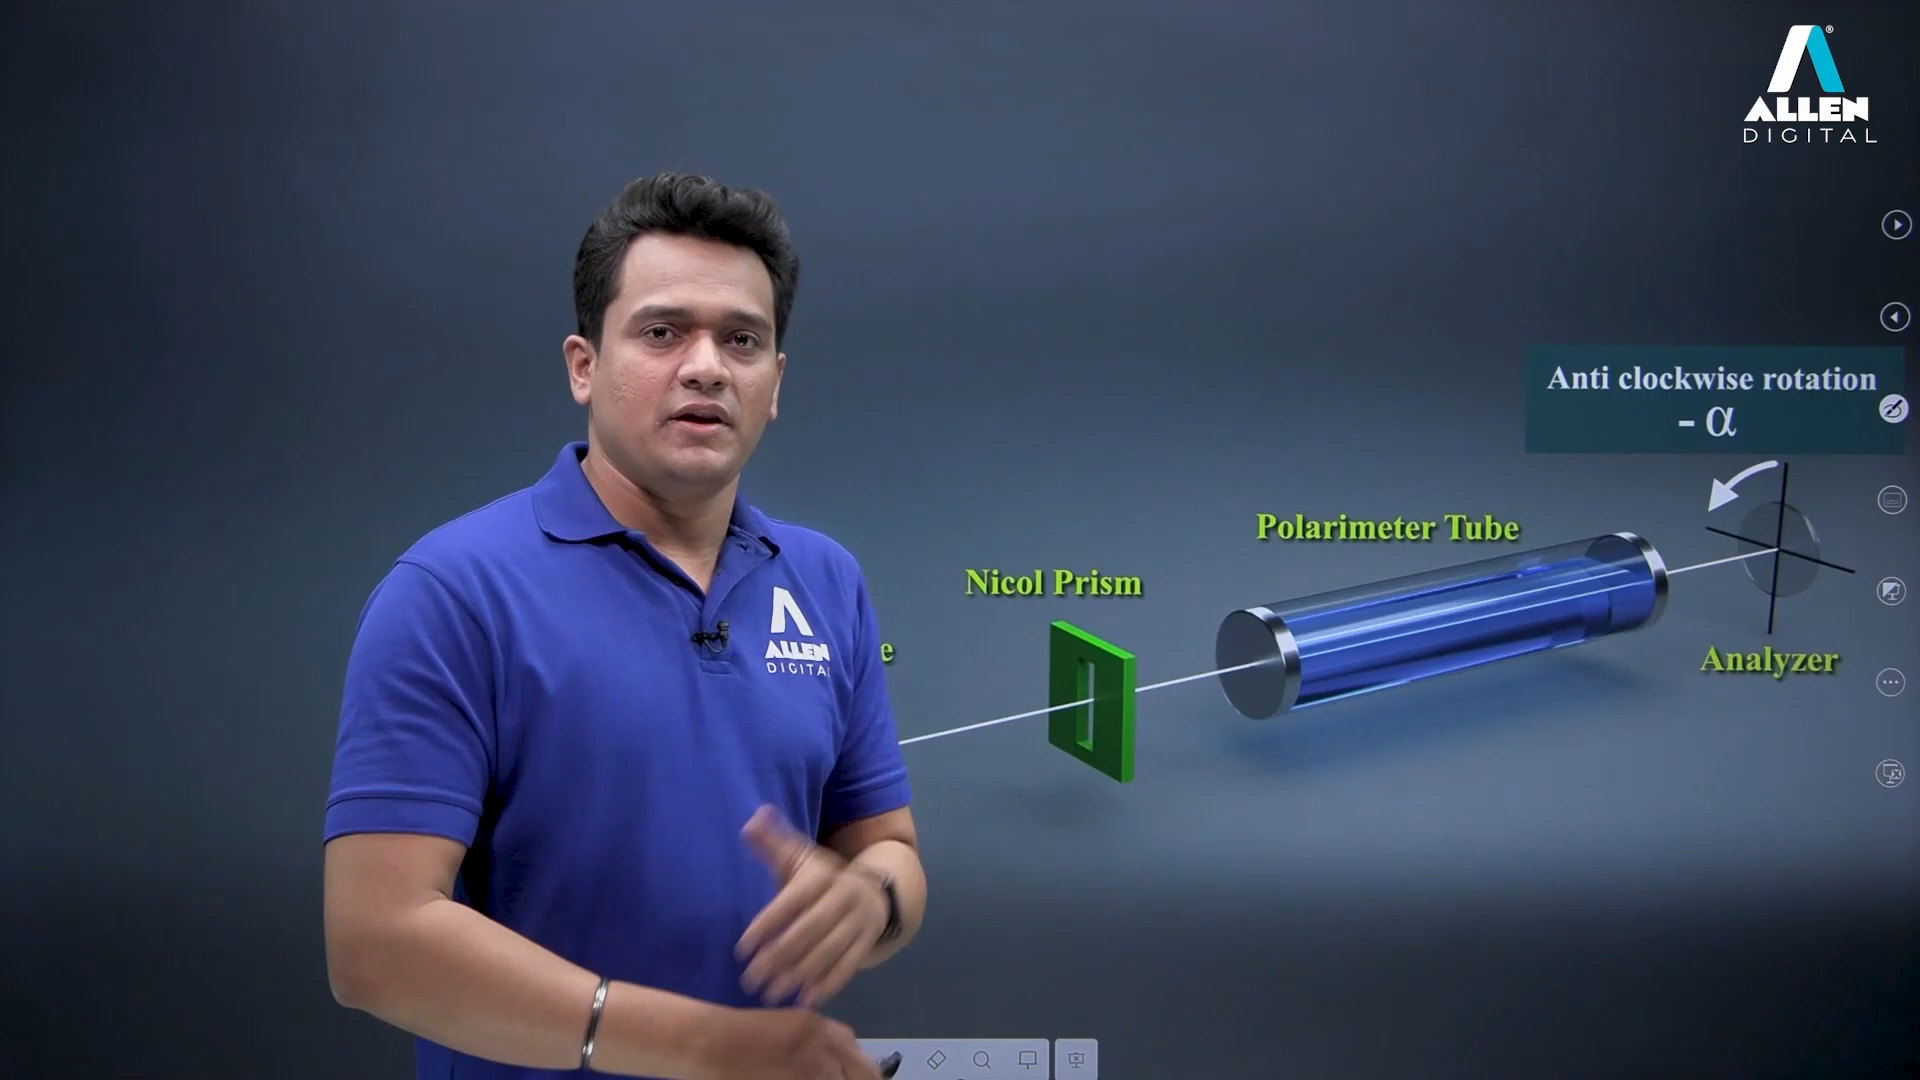 ALLEN
DIGITAL
Anti clockwise rotation
- α
Polarimeter Tube
Nicol Prism
e
Analyzer
ALLEN
DIGITAL